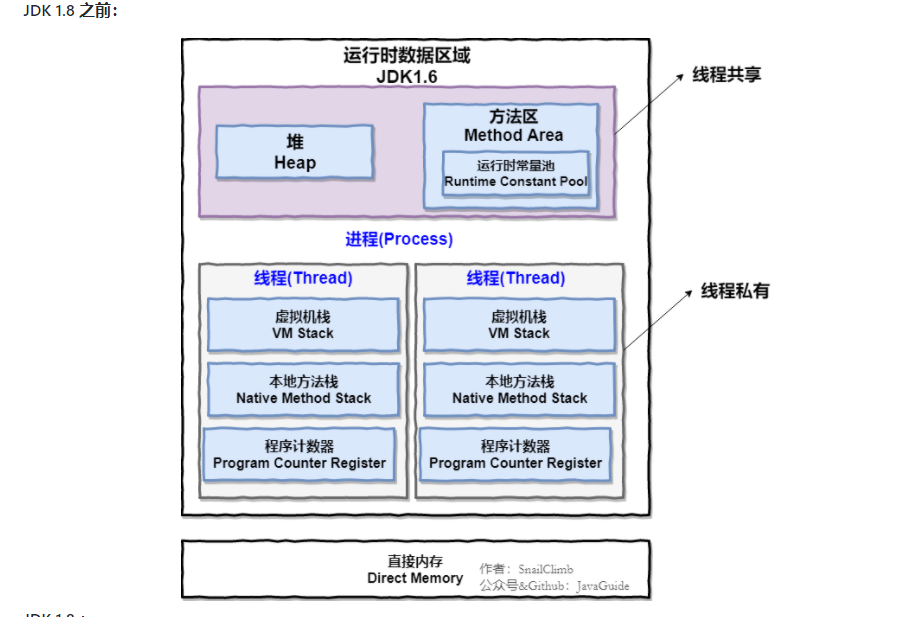 JDK 1.8 之前：
运行时数据区域
JDK1.6
线程共享
堆
Heap
方法区
Method Area
运行时常量池
Runtime Constant Pool
进程(Process)
线程(Thread)
虚拟机栈
VM Stack
本地方法栈
Native Method Stack
程序计数器
Program Counter Register
线程(Thread)
虚拟机栈
VM Stack
本地方法栈
Native Method Stack
程序计数器
Program Counter Register
线程私有
直接内存
Direct Memory
作者：SnailClimb
公众号&Github：JavaGuide